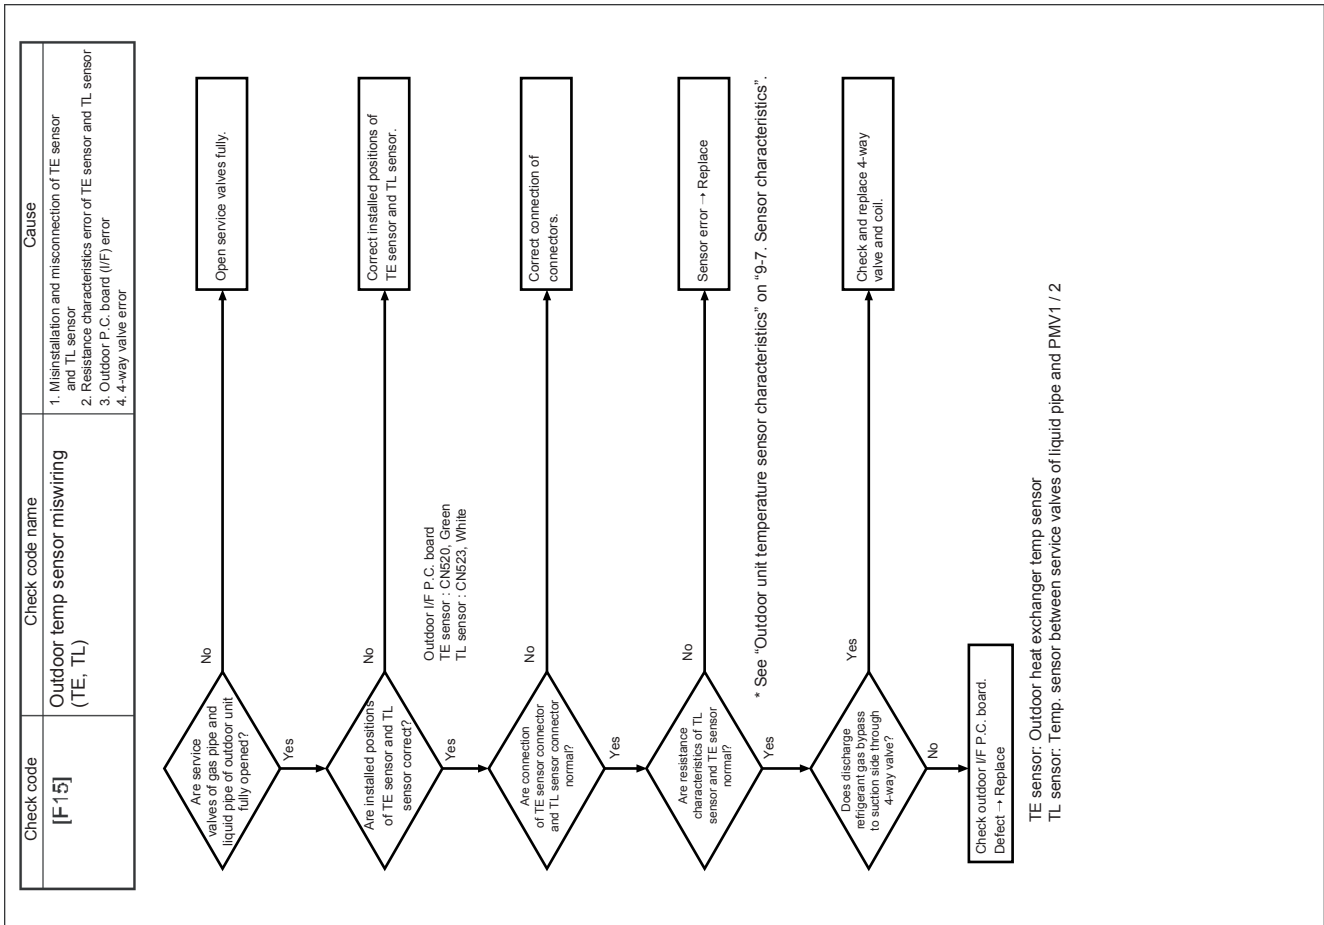 Check code
Check code name
Cause
[F15]
Outdoor temp sensor miswiring
(TE, TL)
1. Misinstallation and misconnection of TE sensor
and TL sensor
2. Resistance characteristics error of TE sensor and TL sensor
3. Outdoor P.C. board (I/F) error
4. 4-way valve error
Are service
valves of gas pipe and
liquid pipe of outdoor unit
fully opened?
No
Open service valves fully.
Yes
Are installed positions
of TE sensor and TL
sensor correct?
No
Correct installed positions of
TE sensor and TL sensor.
Yes
Outdoor I/F P.C. board
TE sensor : CN520, Green
TL sensor : CN523, White
Are connection
of TE sensor connector
and TL sensor connector
normal?
No
Correct connection of
connectors.
Yes
Are resistance
characteristics of TL
sensor and TE sensor
normal?
No
Sensor error → Replace
Yes
* See “Outdoor unit temperature sensor characteristics” on “9-7. Sensor characteristics”.
Does discharge
refrigerant gas bypass
to suction side through
4-way valve?
Yes
Check and replace 4-way
valve and coil.
No
Check outdoor I/F P.C. board.
Defect → Replace
TE sensor: Outdoor heat exchanger temp sensor
TL sensor: Temp. sensor between service valves of liquid pipe and PMV1 / 2